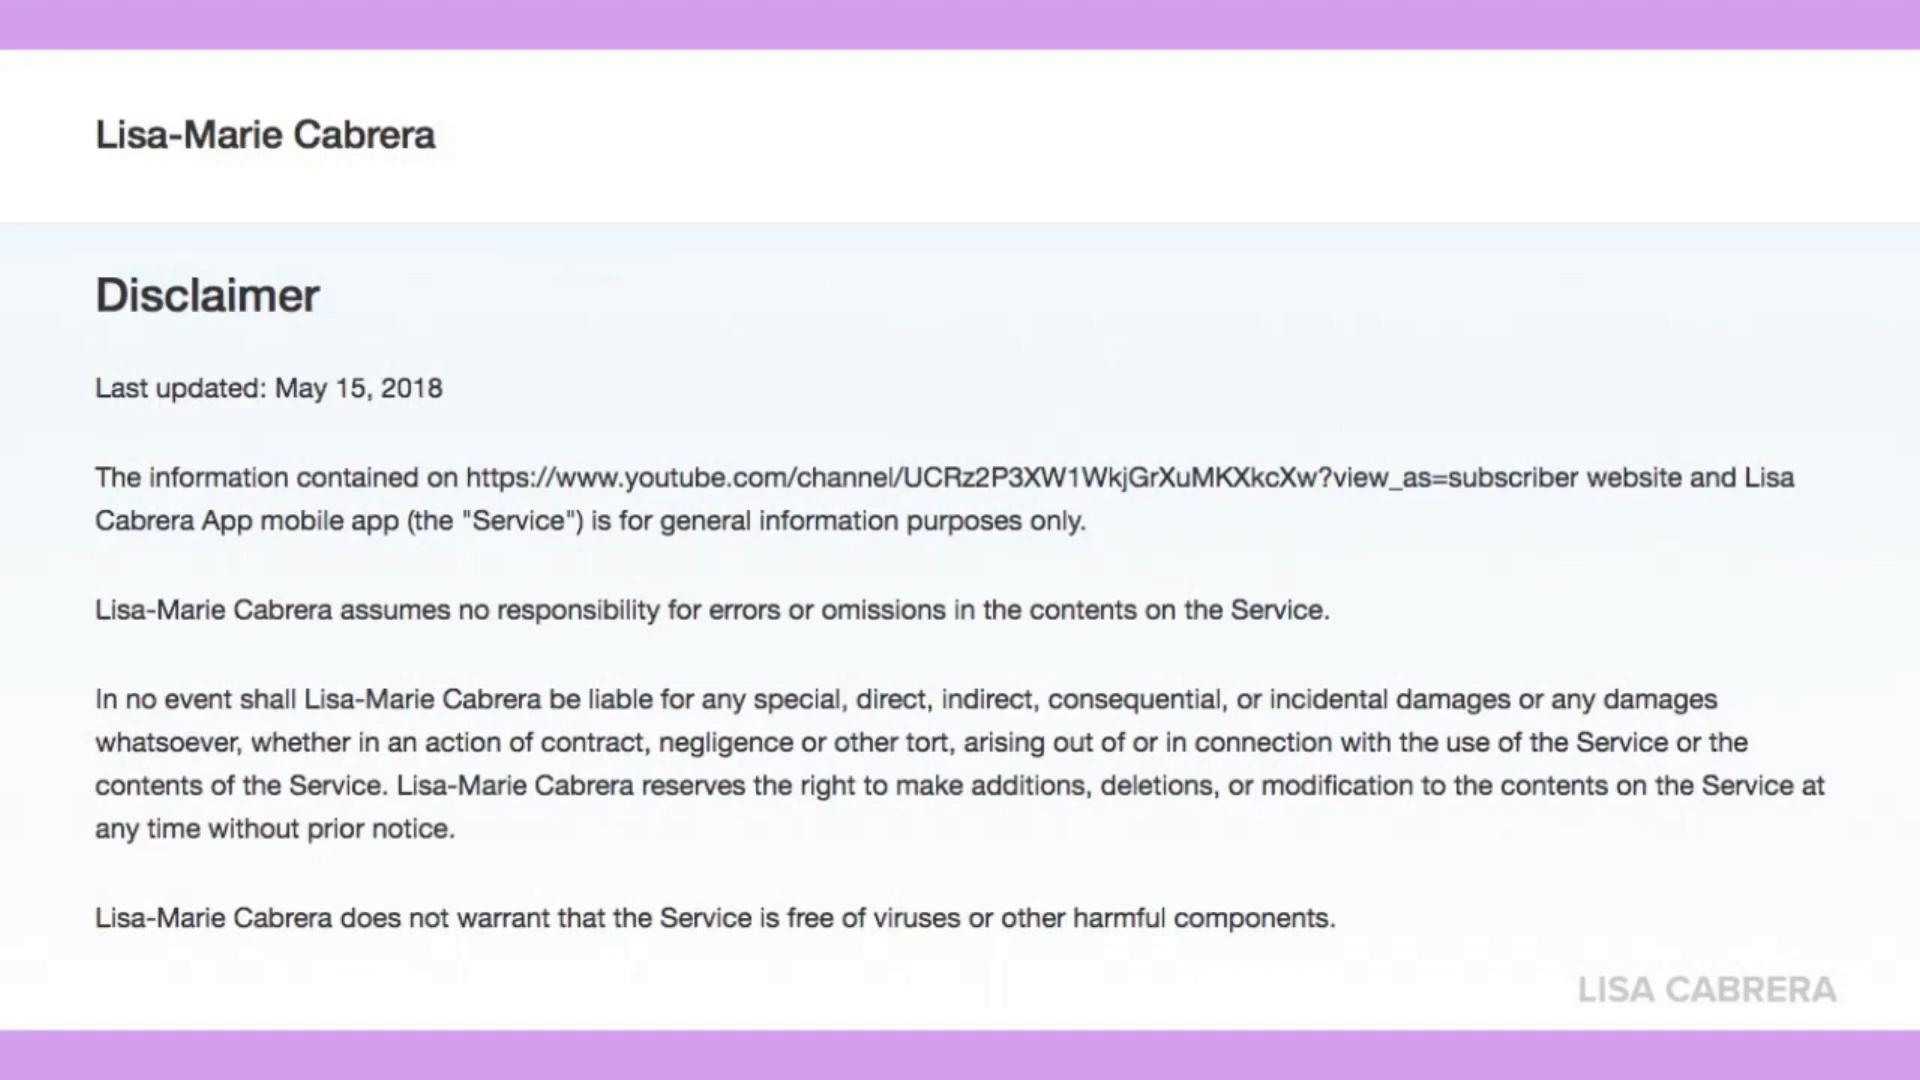 Lisa-Marie Cabrera
Disclaimer
Last updated: May 15, 2018
The information contained on https://www.youtube.com/channel/UCRz2P3XW1WkjGrXuMKXkcXw?view_as=subscriber website and Lisa
Cabrera App mobile app (the "Service") is for general information purposes only.
Lisa-Marie Cabrera assumes no responsibility for errors or omissions in the contents on the Service.
In no event shall Lisa-Marie Cabrera be liable for any special, direct, indirect, consequential, or incidental damages or any damages
whatsoever, whether in an action of contract, negligence or other tort, arising out of or in connection with the use of the Service or the
contents of the Service. Lisa-Marie Cabrera reserves the right to make additions, deletions, or modification to the contents on the Service at
any time without prior notice.
Lisa-Marie Cabrera does not warrant that the Service is free of viruses or other harmful components.
LISA CABRERA